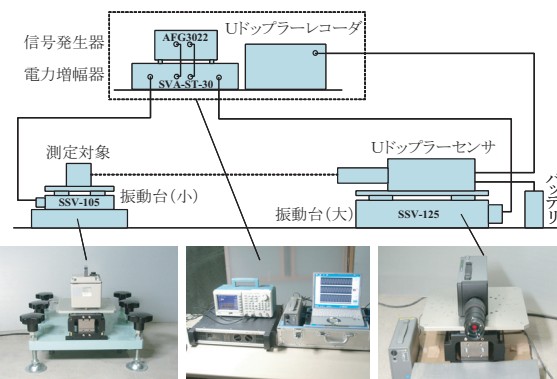 Uドップラーレコーダ
信号発生器
AFG3022
電力増幅器
SVA-ST-30
測定対象
Uドップラーセンサ
振動台(小)
SSV-105
振動台(大)
SSV-125
バッテリ